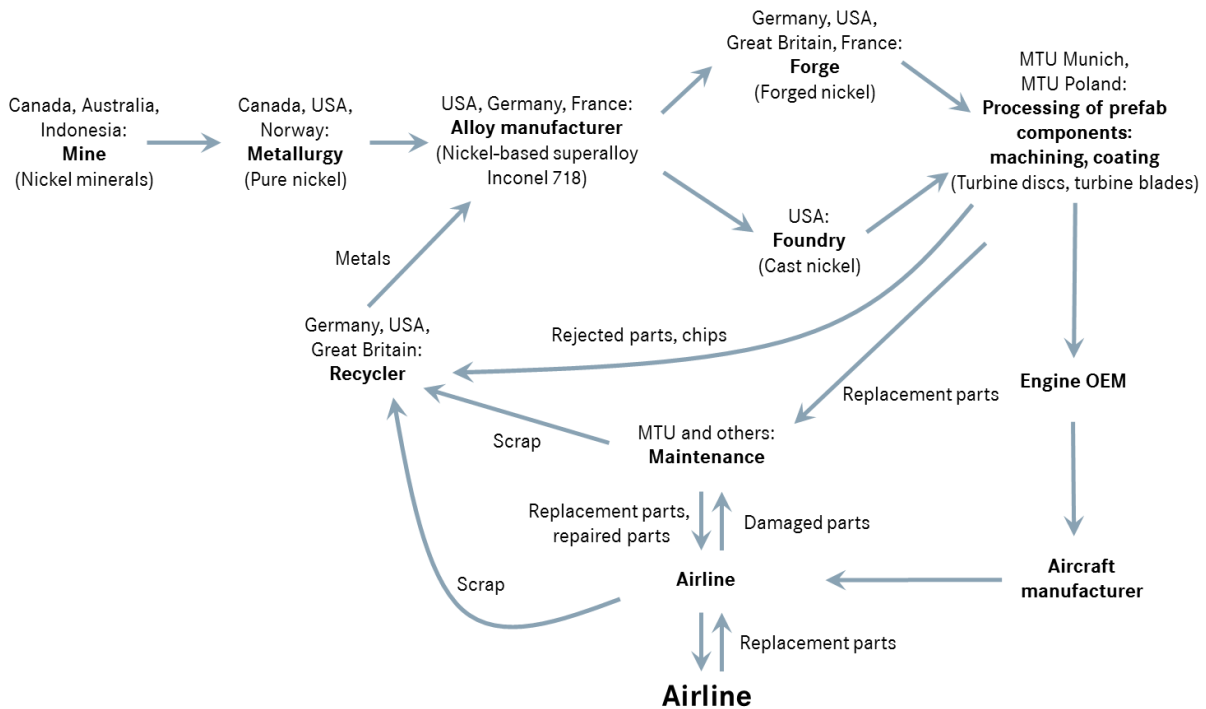 Canada, Australia,
Indonesia:
Mine
(Nickel minerals)
Canada, USA,
Norway:
Metallurgy
(Pure nickel)
USA, Germany, France:
Alloy manufacturer
(Nickel-based superalloy
Inconel 718)
Germany, USA,
Great Britain, France:
Forge
(Forged nickel)
USA:
Foundry
(Cast nickel)
MTU Munich,
MTU Poland:
Processing of prefab
components:
machining, coating
(Turbine discs, turbine blades)
Metals
Germany, USA,
Great Britain:
Recycler
Rejected parts, chips
Replacement parts
Engine OEM
Scrap
MTU and others:
Maintenance
Replacement parts,
repaired parts
Damaged parts
Scrap
Airline
Aircraft
manufacturer
Replacement parts
Airline